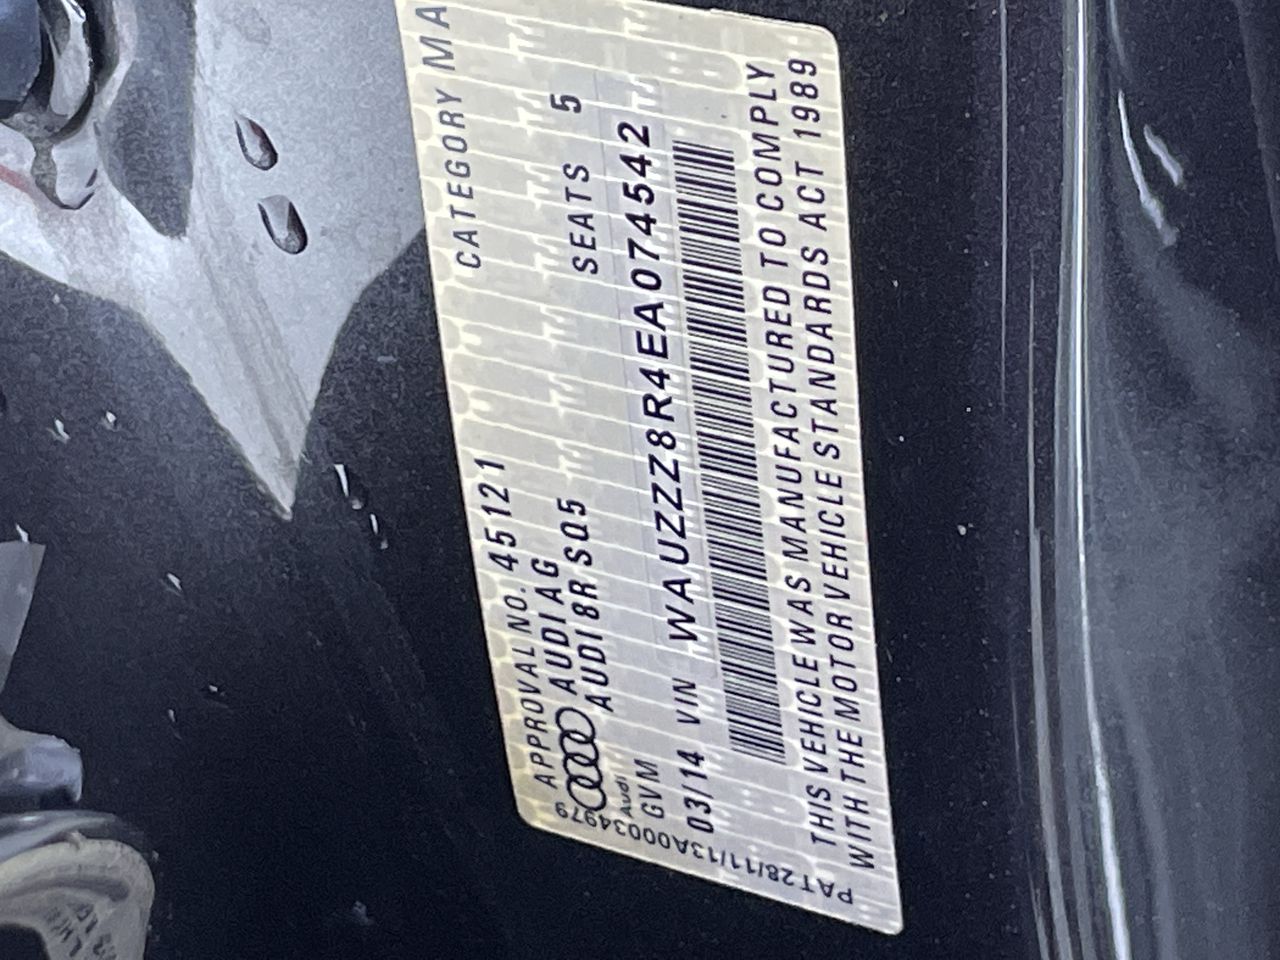 APPROVAL NO. 45121 CATEGORY MA
AUDI AG
AUDI 8R SQ5 SEATS 5
Audi
GVM
03/14 VIN WAUZZZ8R4EA074542
THIS VEHICLE WAS MANUFACTURED TO COMPLY
WITH THE MOTOR VEHICLE STANDARDS ACT 1989
PAT28/11/13A00034979